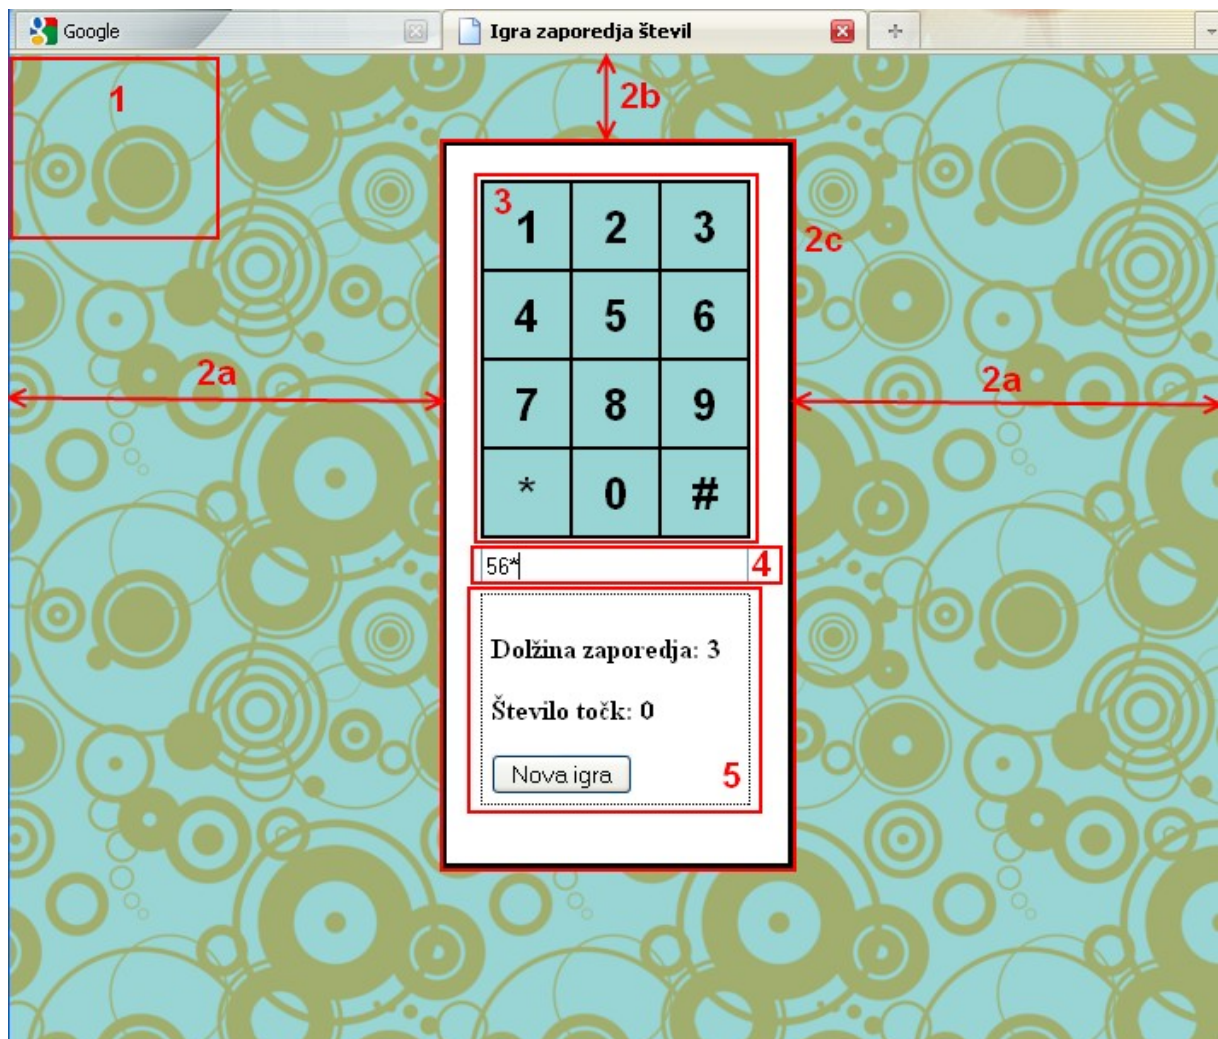 Google
Igra zaporedja števil
1
2b
3
1 2 3
2c
4 5 6
2a
2a
7 8 9
* 0 #
56*
4
Dolžina zaporedja: 3
Število točk: 0
Nova igra
5